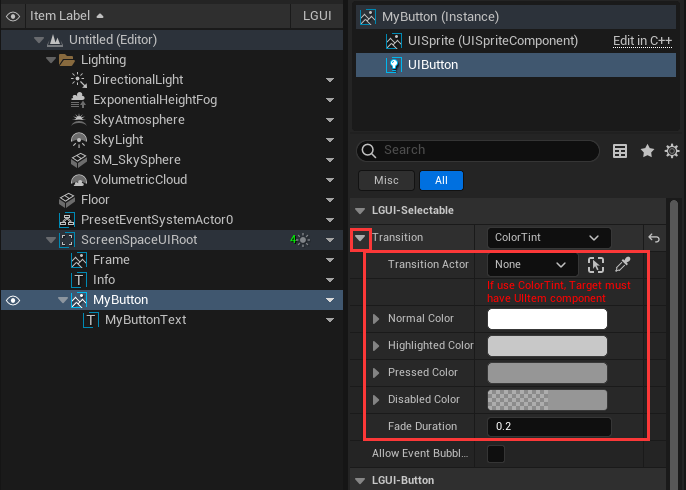 Item Label
LGUI
Untitled (Editor)
Lighting
DirectionalLight
ExponentialHeightFog
SkyAtmosphere
SkyLight
SM_SkySphere
VolumetricCloud
Floor
PresetEventSystemActor0
ScreenSpaceUIRoot
4
Frame
Info
MyButton
MyButtonText
MyButton (Instance)
UISprite (UISpriteComponent)
Edit in C++
UIButton
Search
Misc
All
LGUI-Selectable
Transition
ColorTint
Transition Actor
None
If use ColorTint, Target must
have UIItem component
Normal Color
Highlighted Color
Pressed Color
Disabled Color
Fade Duration
0.2
Allow Event Bubbl...
LGUI-Button